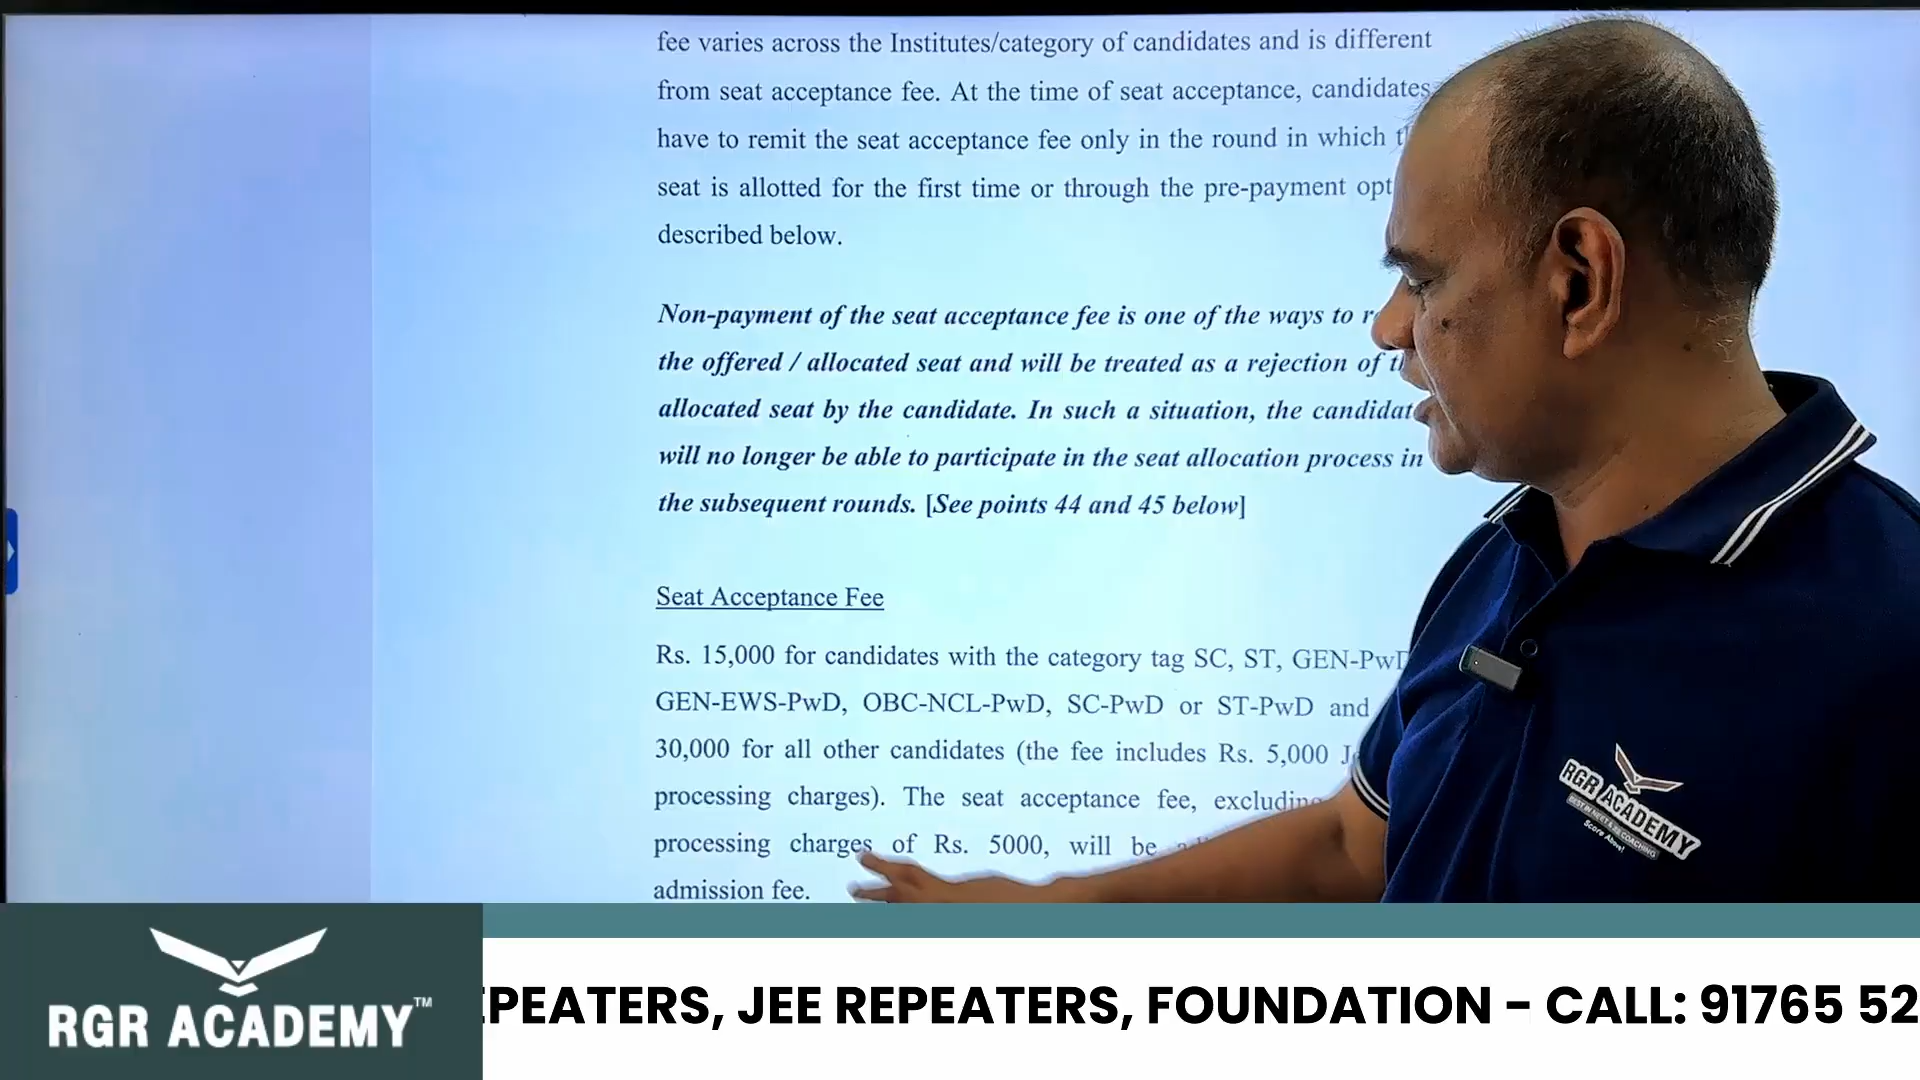 fee varies across the Institutes/category of candidates and is different
from seat acceptance fee. At the time of seat acceptance, candidates
have to remit the seat acceptance fee only in the round in which
seat is allotted for the first time or through the pre-payment
described below.
Non-payment of the seat acceptance fee is one of the ways to
the offered / allocated seat and will be treated as a rejection of
allocated seat by the candidate. In such a situation, the
will no longer be able to participate in the seat allocation process in
the subsequent rounds. [See points 44 and 45 below]
Seat Acceptance Fee
Rs. 15,000 for candidates with the category tag SC, ST, GEN-PwD
GEN-EWS-PwD, OBC-NCL-PwD, SC-PwD or ST-PwD and
30,000 for all other candidates (the fee includes Rs. 5,000
processing charges). The seat acceptance fee, excluding
processing charges of Rs. 5000, will be
admission fee.
RGR ACADEMY
Score Above!
RGR ACADEMY™
EPEATERS, JEE REPEATERS, FOUNDATION - CALL: 91765 52